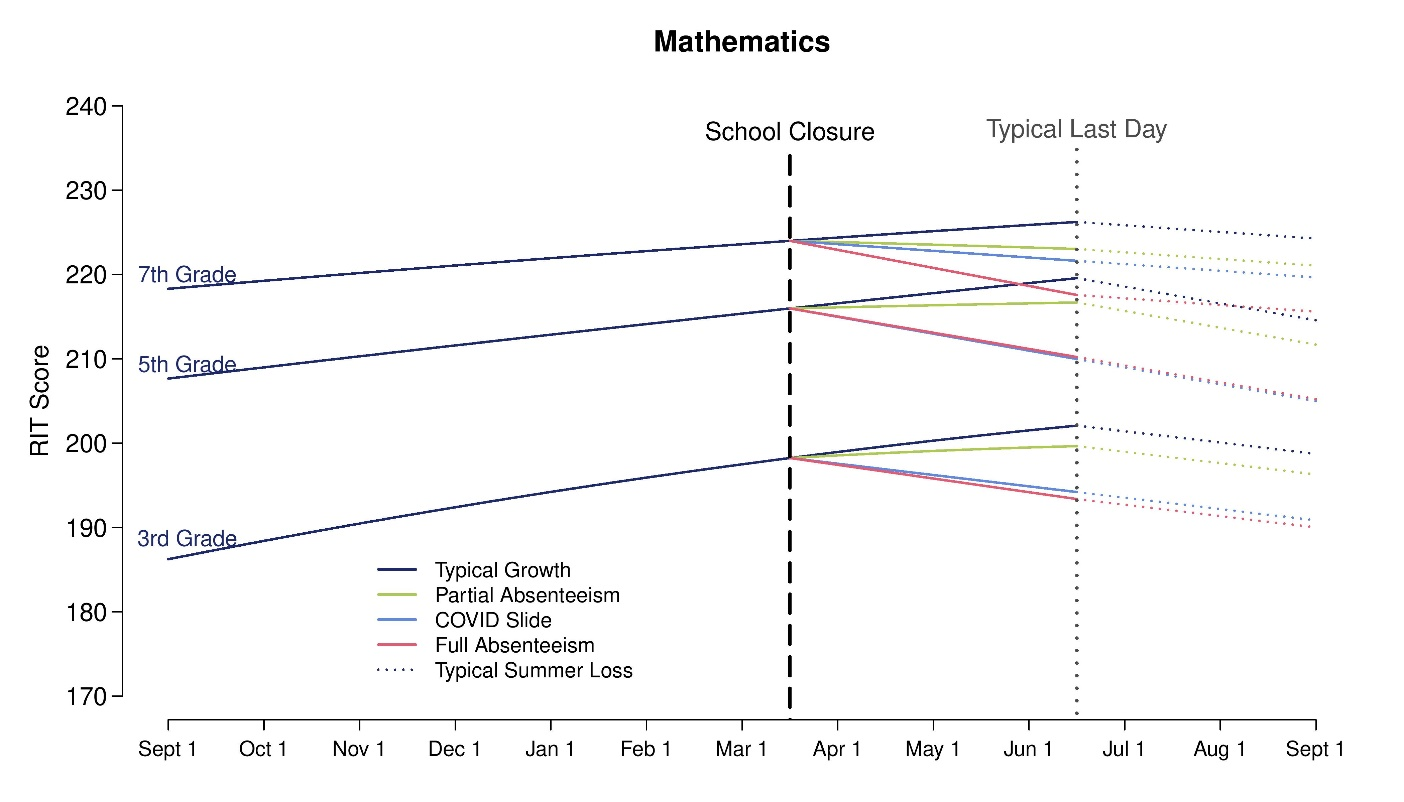 Mathematics
240
School Closure
Typical Last Day
230
220
7th Grade
210
5th Grade
RIT Score
200
190
3rd Grade
Typical Growth
Partial Absenteeism
180
COVID Slide
Full Absenteeism
Typical Summer Loss
170
Sept 1 Oct 1 Nov 1 Dec 1 Jan 1 Feb 1 Mar 1 Apr 1 May 1 Jun 1 Jul 1 Aug 1 Sept 1